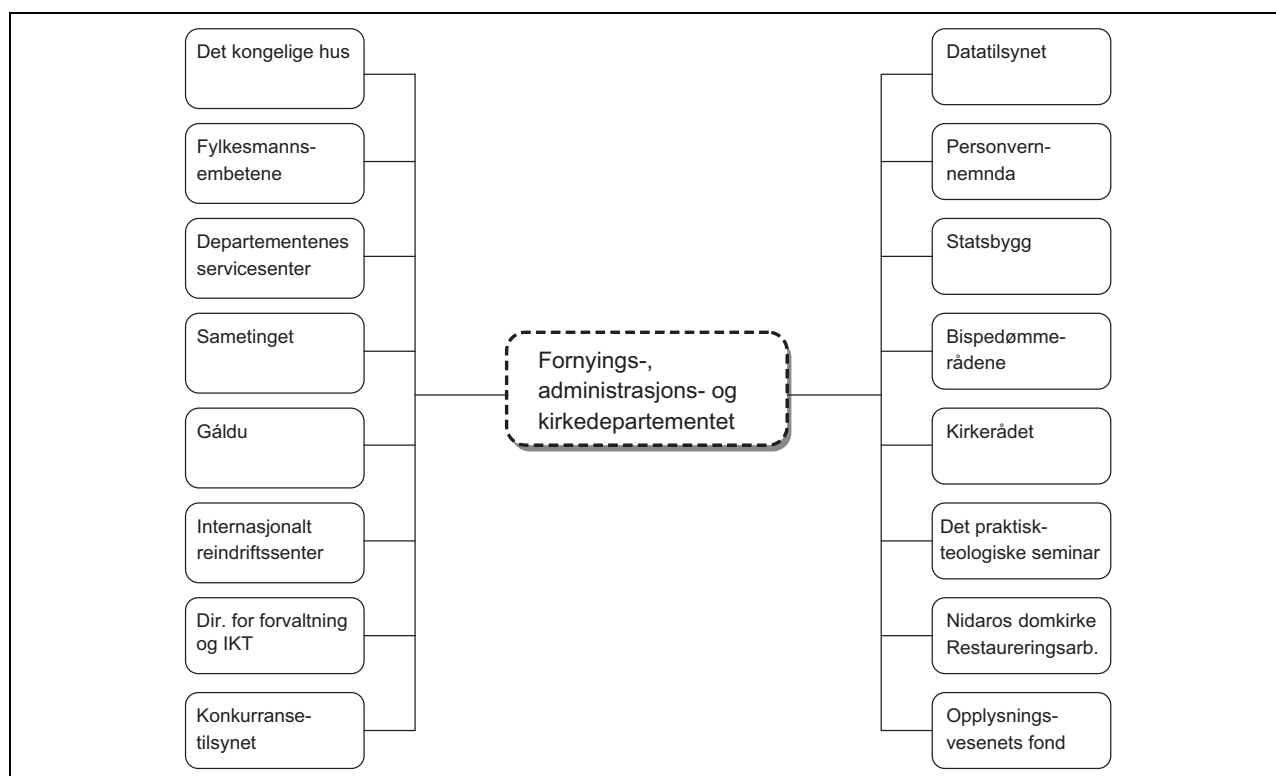 Det kongelige hus
Fylkesmanns-
embetene
Departementenes
servicesenter
Sametinget
Gáldu
Internasjonalt
reindriftssenter
Dir. for forvaltning
og IKT
Konkurranse-
tilsynet
Fornyings-,
administrasjons- og
kirkedepartementet
Datatilsynet
Personvern-
nemnda
Statsbygg
Bispedømme-
rådene
Kirkerådet
Det praktisk-
teologiske seminar
Nidaros domkirke
Restaureringsarb.
Opplysnings-
vesenets fond